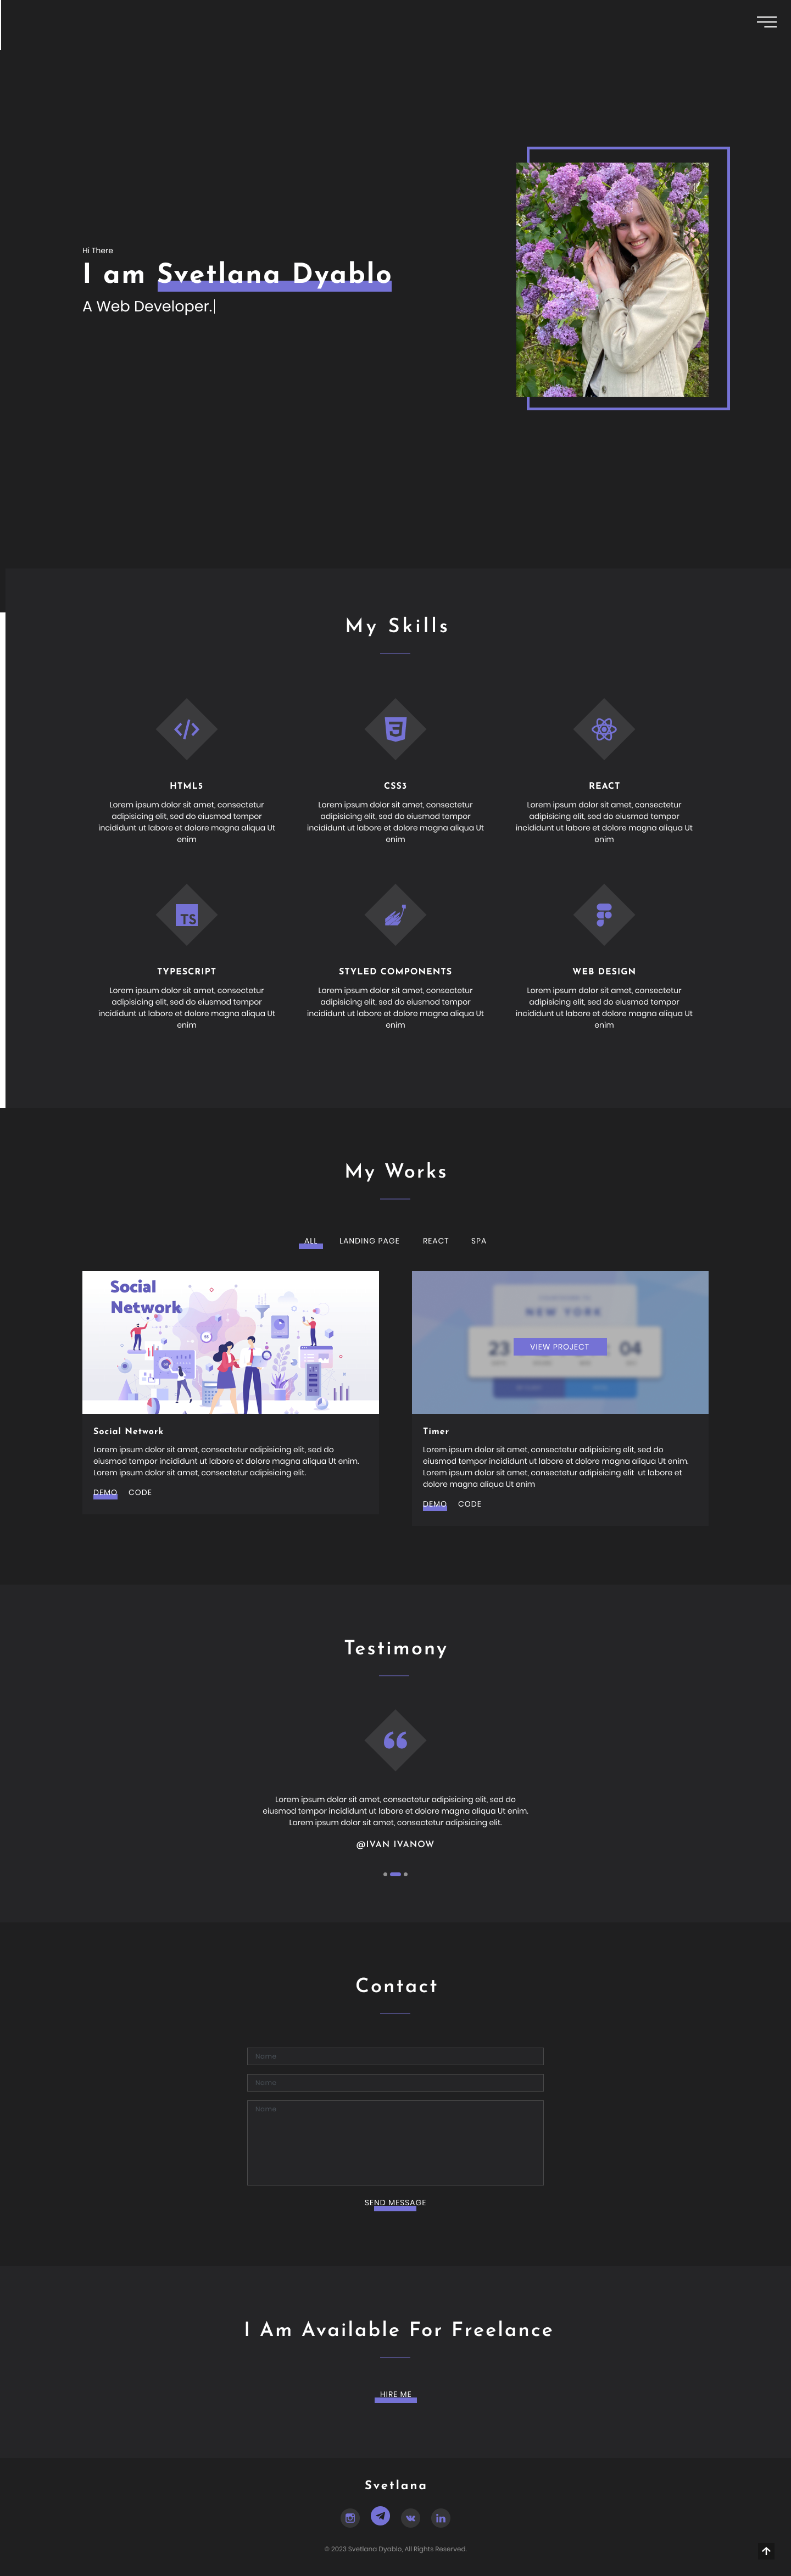 Hi There
I am Svetlana Dyablo
A Web Developer.
My Skills
HTML5
Lorem ipsum dolor sit amet, consectetur
adipisicing elit, sed do eiusmod tempor
incididunt ut labore et dolore magna aliqua Ut
enim
CSS3
Lorem ipsum dolor sit amet, consectetur
adipisicing elit, sed do eiusmod tempor
incididunt ut labore et dolore magna aliqua Ut
enim
REACT
Lorem ipsum dolor sit amet, consectetur
adipisicing elit, sed do eiusmod tempor
incididunt ut labore et dolore magna aliqua Ut
enim
TS
TYPESCRIPT
Lorem ipsum dolor sit amet, consectetur
adipisicing elit, sed do eiusmod tempor
incididunt ut labore et dolore magna aliqua Ut
enim
STYLED COMPONENTS
Lorem ipsum dolor sit amet, consectetur
adipisicing elit, sed do eiusmod tempor
incididunt ut labore et dolore magna aliqua Ut
enim
WEB DESIGN
Lorem ipsum dolor sit amet, consectetur
adipisicing elit, sed do eiusmod tempor
incididunt ut labore et dolore magna aliqua Ut
enim
My Works
ALL LANDING PAGE REACT SPA
Social
Network
Social Network
Lorem ipsum dolor sit amet, consectetur adipisicing elit, sed do
eiusmod tempor incididunt ut labore et dolore magna aliqua Ut enim.
Lorem ipsum dolor sit amet, consectetur adipisicing elit.
DEMO CODE
NEW YORK
23 04
VIEW PROJECT
Timer
Lorem ipsum dolor sit amet, consectetur adipisicing elit, sed do
eiusmod tempor incididunt ut labore et dolore magna aliqua Ut enim.
Lorem ipsum dolor sit amet, consectetur adipisicing elit  ut labore et
dolore magna aliqua Ut enim
DEMO CODE
Testimony
Lorem ipsum dolor sit amet, consectetur adipisicing elit, sed do
eiusmod tempor incididunt ut labore et dolore magna aliqua Ut enim.
Lorem ipsum dolor sit amet, consectetur adipisicing elit.
@IVAN IVANOW
Contact
Name
Name
Name
SEND MESSAGE
I Am Available For Freelance
HIRE ME
Svetlana
© 2023 Svetlana Dyablo, All Rights Reserved.